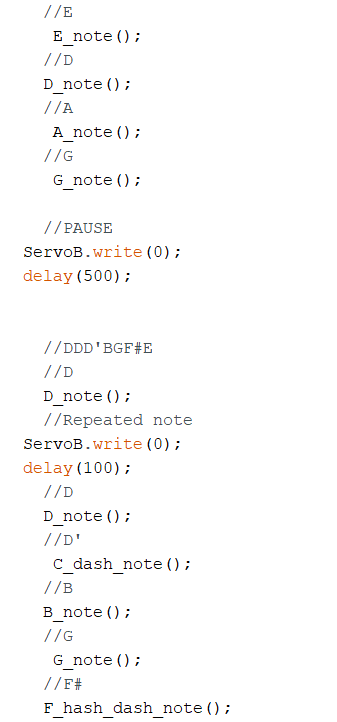 //E
E_note();
//D
D_note();
//A
A_note();
//G
G_note();
//PAUSE
ServoB.write(0);
delay(500);
//DDD'BGF#E
//D
D_note();
//Repeated note
ServoB.write(0);
delay(100);
//D
D_note();
//D'
C_dash_note();
//B
B_note();
//G
G_note();
//F#
F_hash_dash_note();